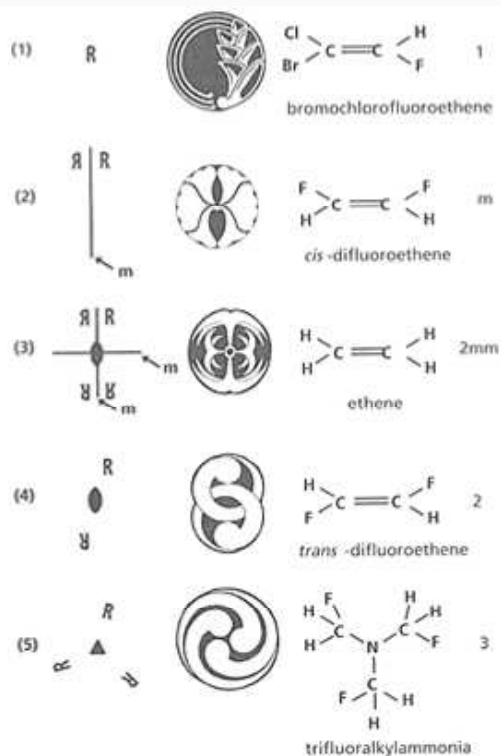 (1) R Cl Br C C H F 1
bromochlorofluoroethene
(2) Я R m F H C C F H m
cis -difluoroethene
(3) Я R m m Я R H H C C H H 2mm
ethene
(4) R R H F C C F H 2
trans -difluoroethene
(5) R R R F H H C N C H H F C F H H 3
trifluoralkylammonia